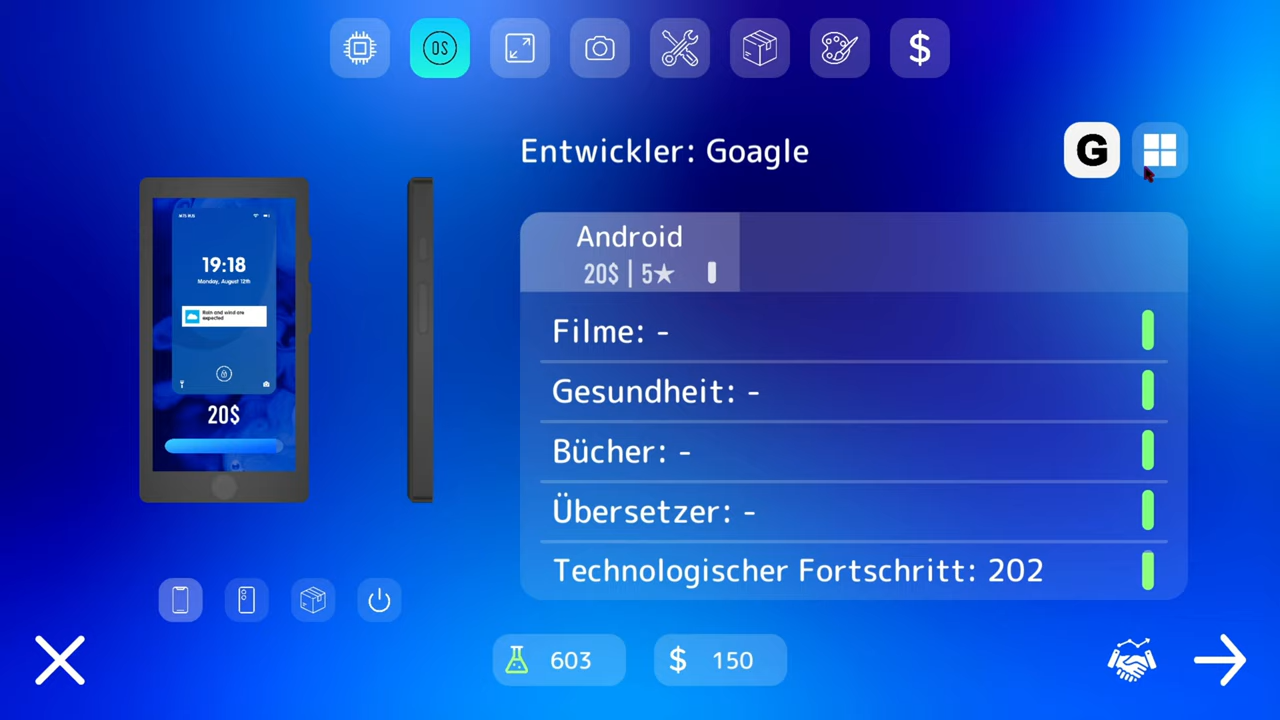 OS
$
Entwickler: Goagle
G
Android
20$ | 5★
19:18
Monday, August 12th
Rain and wind are
expected
20$
Filme: -
Gesundheit: -
Bücher: -
Übersetzer: -
Technologischer Fortschritt: 202
603
$ 150